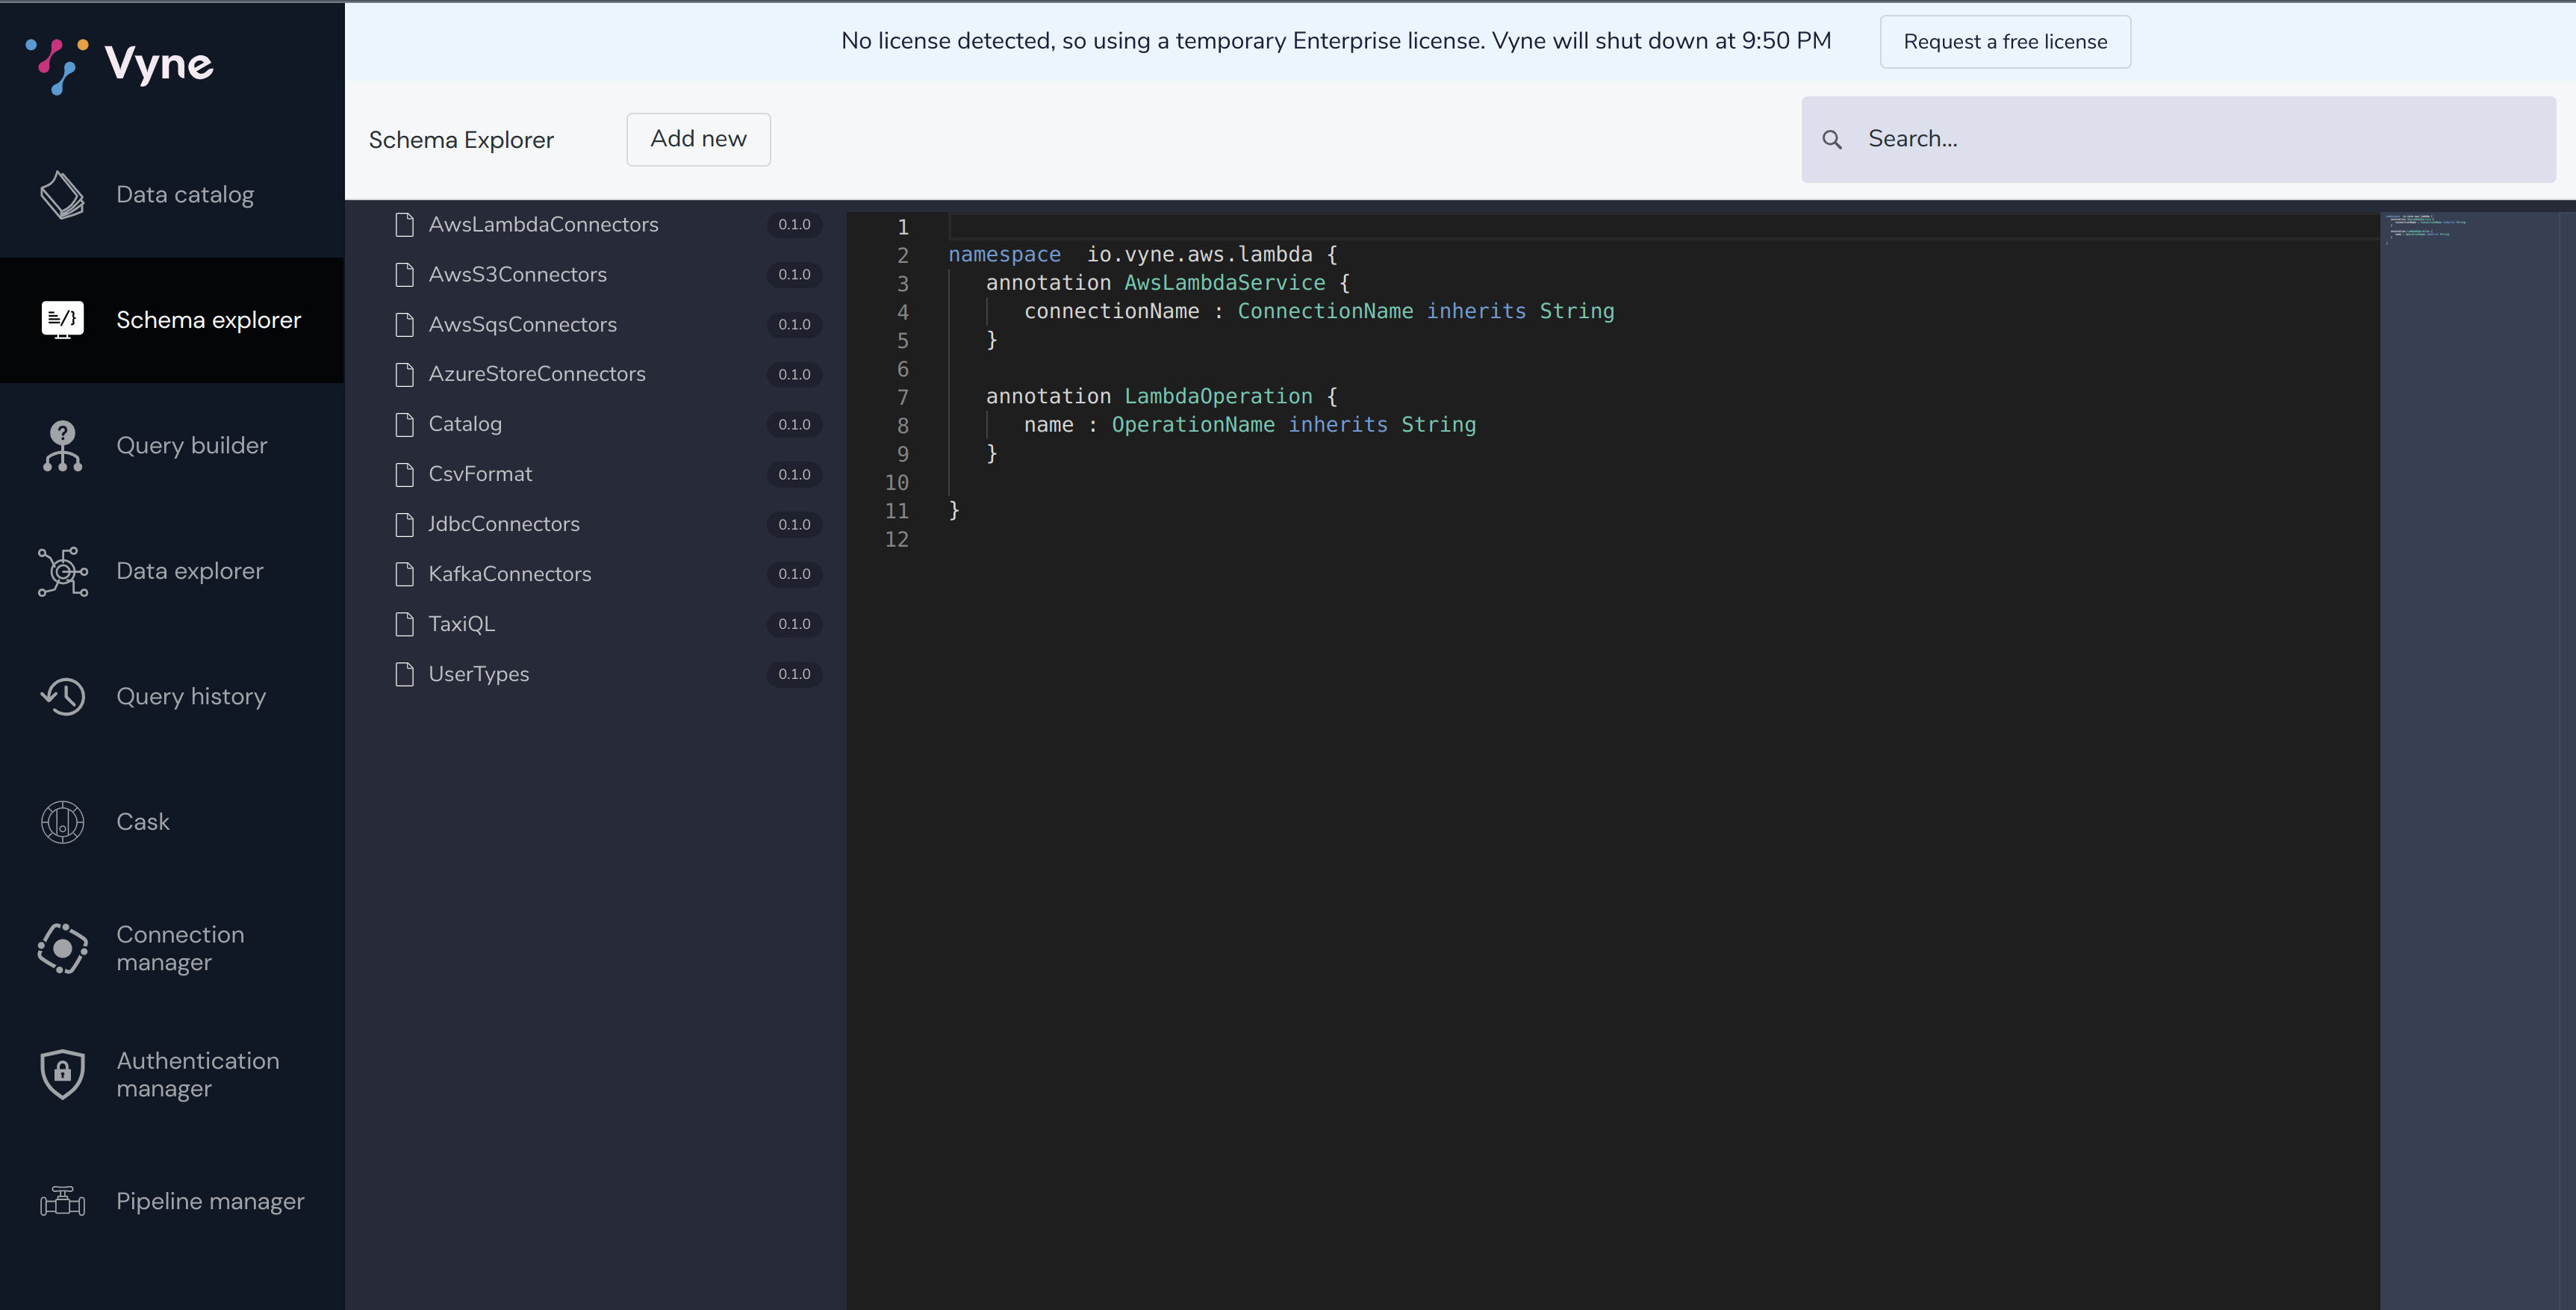 No license detected, so using a temporary Enterprise license. Vyne will shut down at 9:50 PM
Request a free license
Vyne
Data catalog
Schema explorer
Query builder
Data explorer
Query history
Cask
Connection
manager
Authentication
manager
Pipeline manager
Schema Explorer
Add new
Search...
AwsLambdaConnectors 0.1.0
AwsS3Connectors 0.1.0
AwsSqsConnectors 0.1.0
AzureStoreConnectors 0.1.0
Catalog 0.1.0
CsvFormat 0.1.0
JdbcConnectors 0.1.0
KafkaConnectors 0.1.0
TaxiQL 0.1.0
UserTypes 0.1.0
1
2 namespace  io.vyne.aws.lambda {
3    annotation AwsLambdaService {
4       connectionName : ConnectionName inherits String
5    }
6
7    annotation LambdaOperation {
8       name : OperationName inherits String
9    }
10
11 }
12